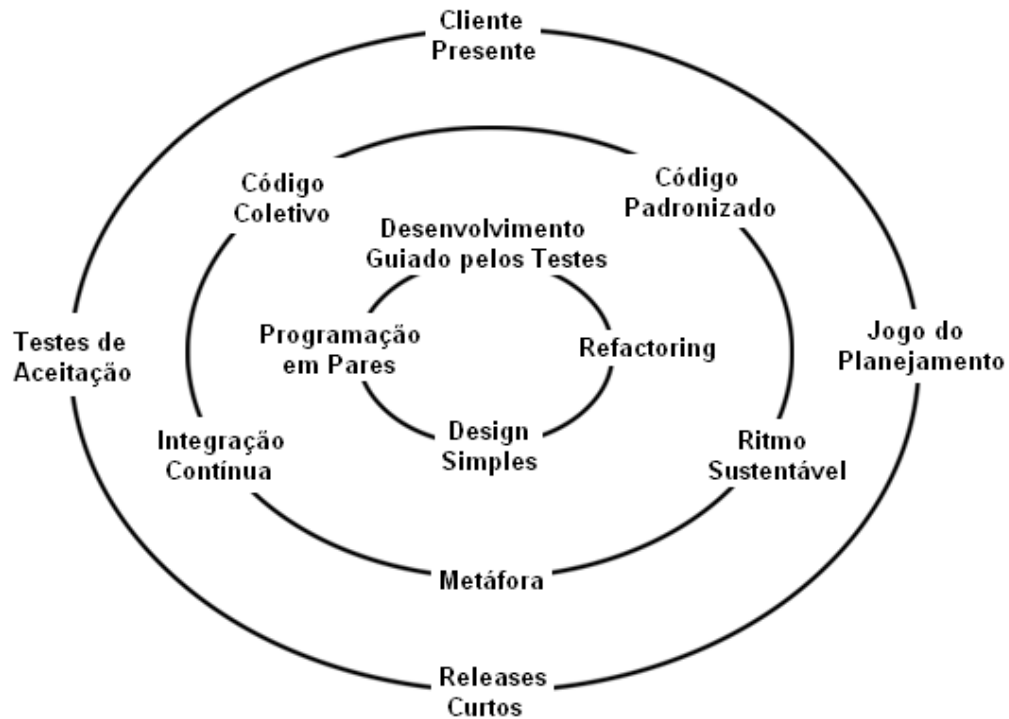 Cliente
Presente
Código
Coletivo
Código
Padronizado
Desenvolvimento
Guiado pelos Testes
Testes de
Aceitação
Programação
em Pares
Refactoring
Jogo do
Planejamento
Integração
Contínua
Design
Simples
Ritmo
Sustentável
Metáfora
Releases
Curtos